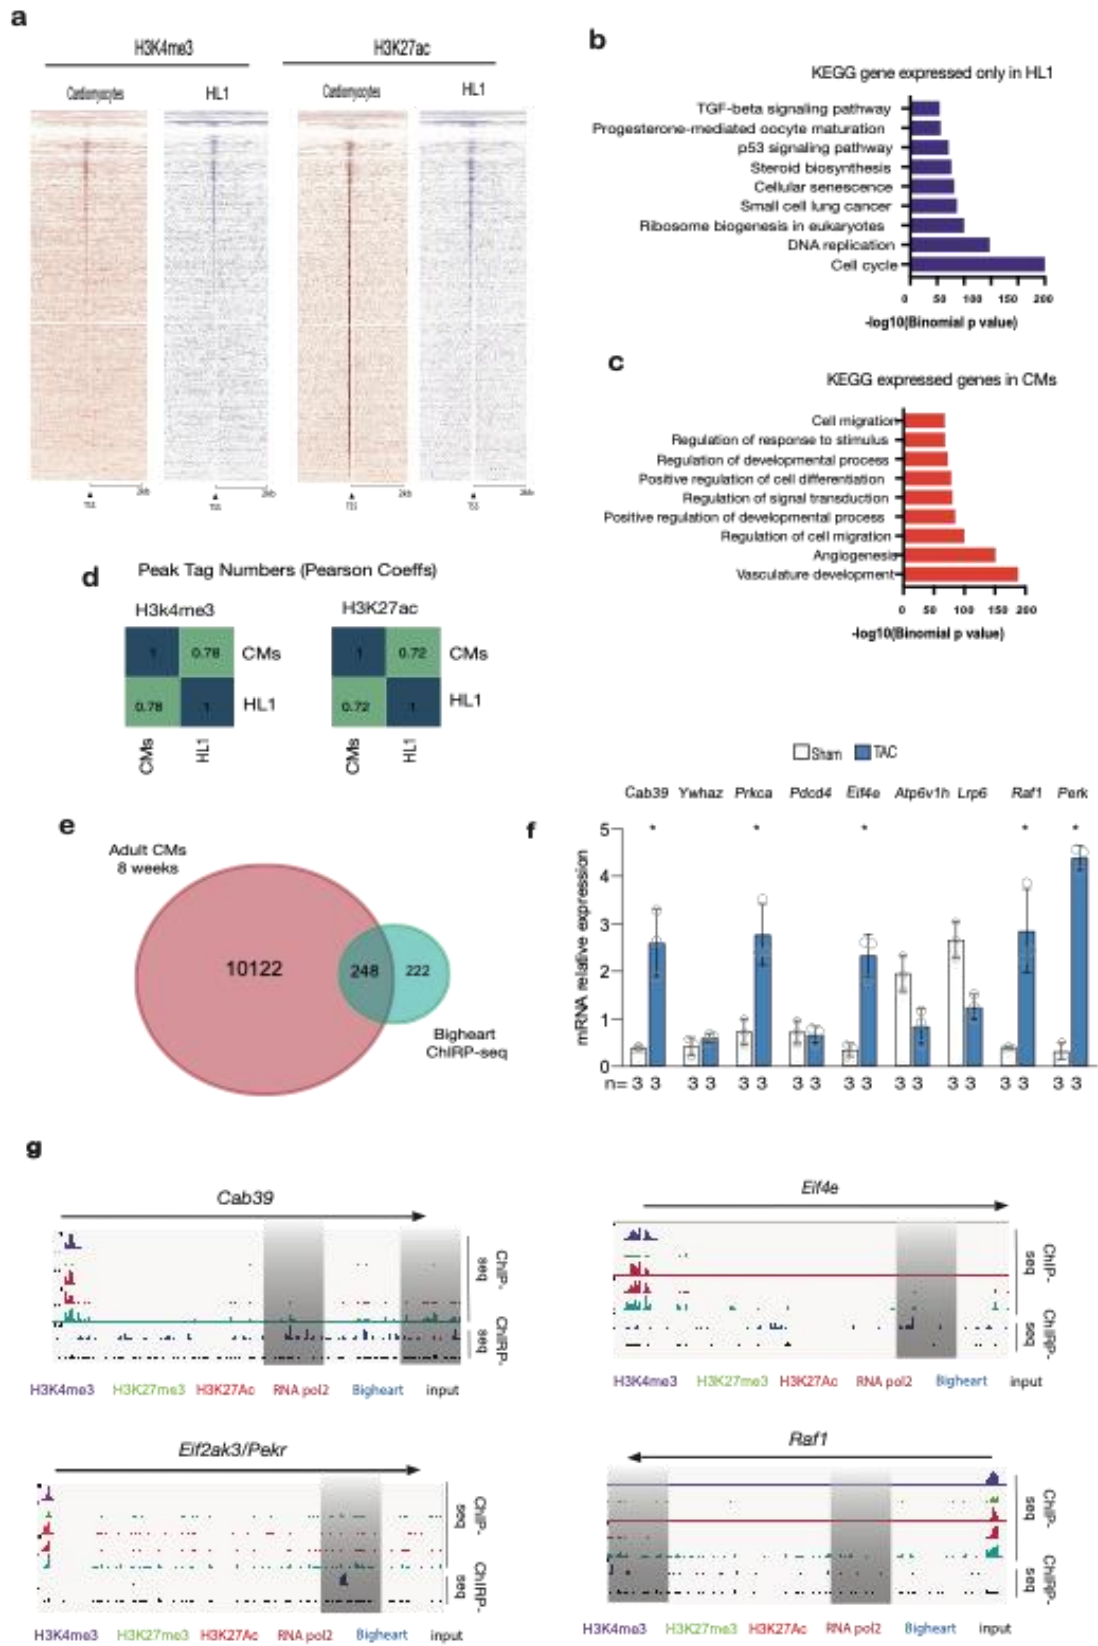 a
H3K4me3
H3K27ac
Cardiomyocytes
HL1
Cardiomyocytes
HL1
TSS
2kb
TSS
2kb
TSS
2kb
TSS
2kb
b
KEGG gene expressed only in HL1
TGF-beta signaling pathway
Progesterone-mediated oocyte maturation
p53 signaling pathway
Steroid biosynthesis
Cellular senescence
Small cell lung cancer
Ribosome biogenesis in eukaryotes
DNA replication
Cell cycle
0 50 100 150 200
-log10(Binomial p value)
c
KEGG expressed genes in CMs
Cell migration
Regulation of response to stimulus
Regulation of developmental process
Positive regulation of cell differentiation
Regulation of signal transduction
Positive regulation of developmental process
Regulation of cell migration
Angiogenesis
Vasculature development
0 50 100 150 200
-log10(Binomial p value)
d
Peak Tag Numbers (Pearson Coeffs)
H3k4me3
H3K27ac
1 0.78 CMs
0.78 1 HL1
CMs HL1
1 0.72 CMs
0.72 1 HL1
CMs HL1
e
Adult CMs
8 weeks
10122
248
222
Bigheart
ChIRP-seq
f
Sham TAC
Cab39 Ywhaz Prkca Pdcd4 Eif4e Atp6v1h Lrp6 Raf1 Perk
* * * * *
mRNA relative expression
5
4
3
2
1
0
n= 3 3 3 3 3 3 3 3 3 3 3 3 3 3 3 3 3 3
g
Cab39
ChIP-
seq
ChIRP-
seq
H3K4me3 H3K27me3 H3K27Ac RNA pol2 Bigheart input
Eif4e
ChIP-
seq
ChIRP-
seq
H3K4me3 H3K27me3 H3K27Ac RNA pol2 Bigheart input
Eif2ak3/Pekr
ChIP-
seq
ChIRP-
seq
H3K4me3 H3K27me3 H3K27Ac RNA pol2 Bigheart input
Raf1
ChIP-
seq
ChIRP-
seq
H3K4me3 H3K27me3 H3K27Ac RNA pol2 Bigheart input